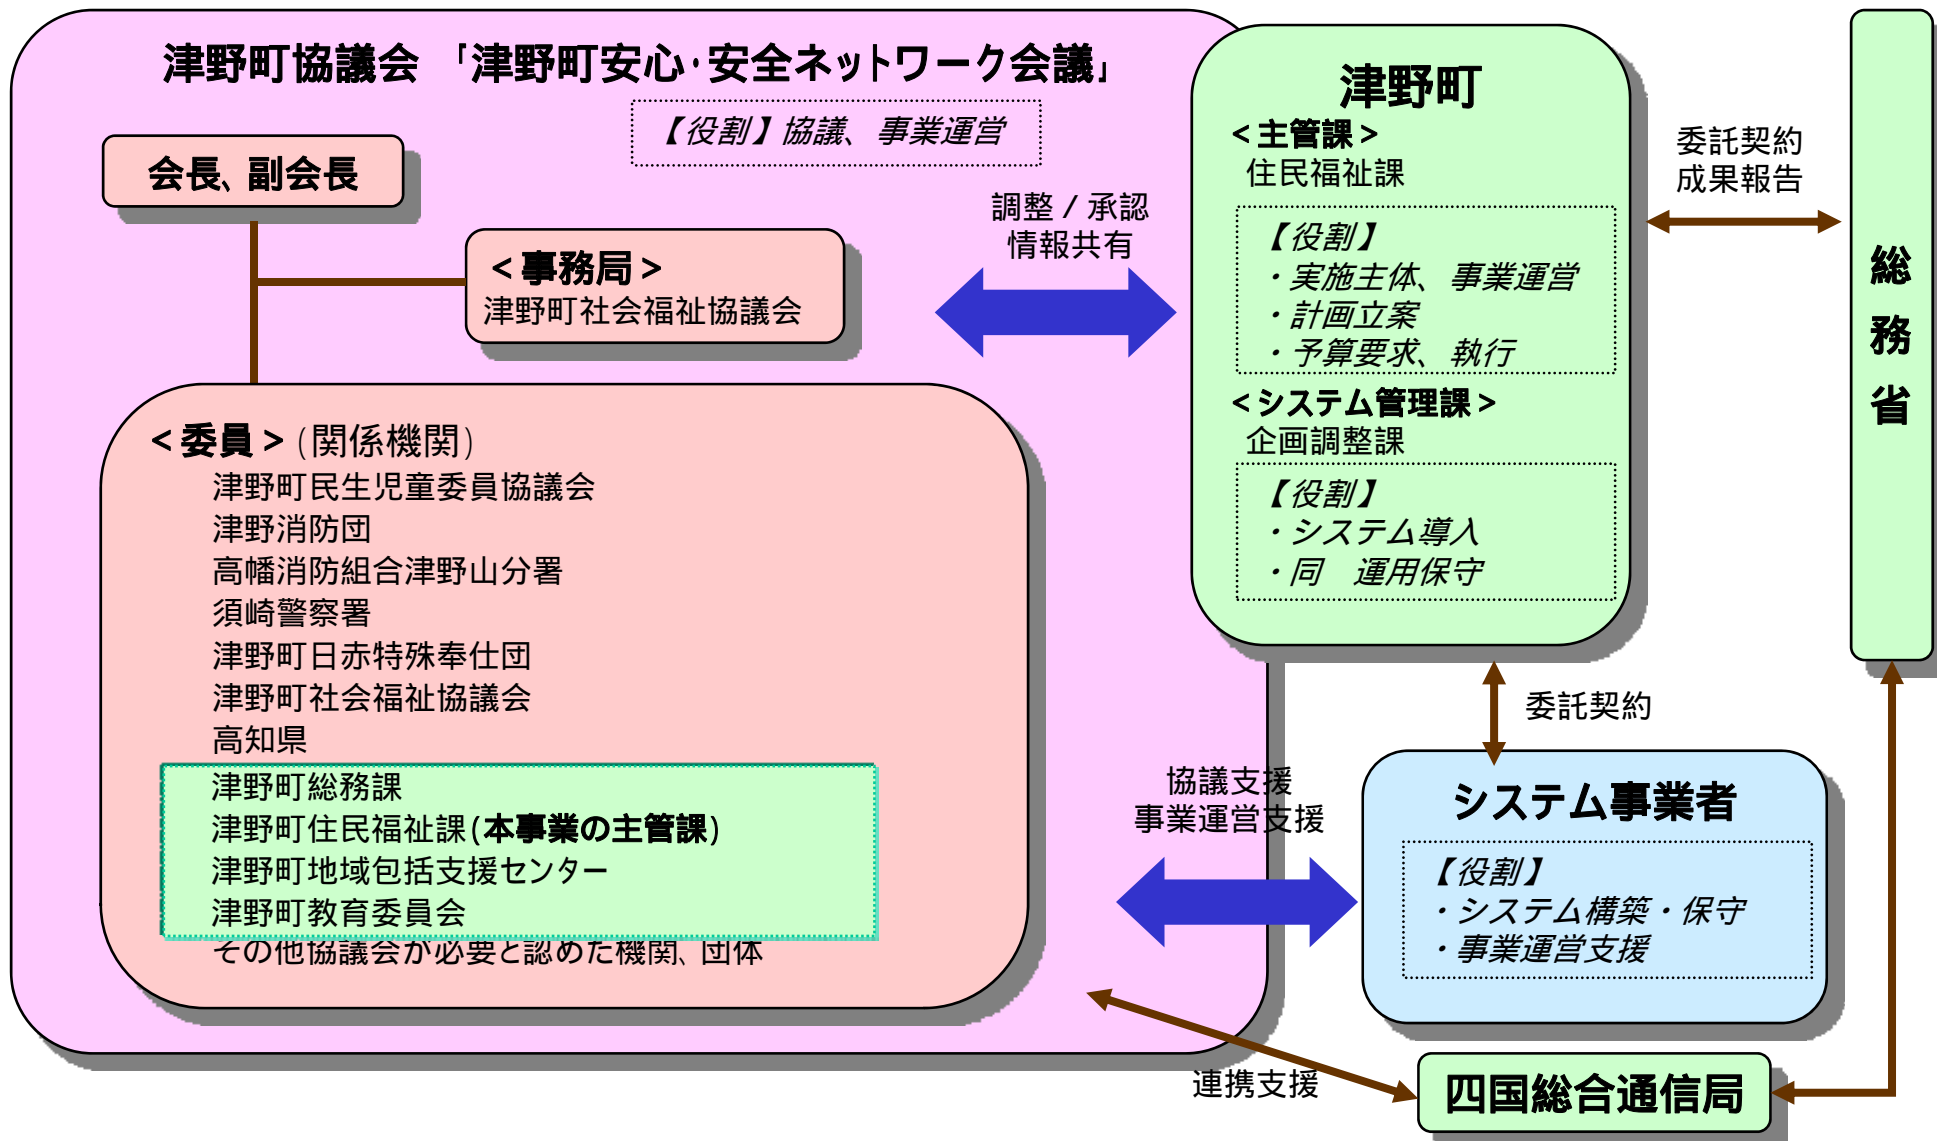 津野町協議会 「津野町安心・安全ネットワーク会議」
【役割】協議、事業運営
会長、副会長
<事務局>
津野町社会福祉協議会
調整/承認
情報共有
<委員>(関係機関)
津野町民生児童委員協議会
津野消防団
高幡消防組合津野山分署
須崎警察署
津野町日赤特殊奉仕団
津野町社会福祉協議会
高知県
津野町総務課
津野町住民福祉課(本事業の主管課)
津野町地域包括支援センター
津野町教育委員会
その他協議会が必要と認めた機関、団体
津野町
<主管課>
住民福祉課
【役割】
・実施主体、事業運営
・計画立案
・予算要求、執行
<システム管理課>
企画調整課
【役割】
・システム導入
・同 運用保守
委託契約
成果報告
総務省
委託契約
協議支援
事業運営支援
システム事業者
【役割】
・システム構築・保守
・事業運営支援
連携支援
四国総合通信局